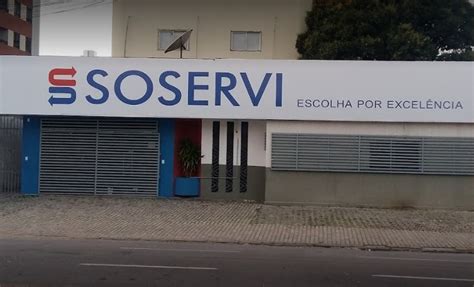 SOSERVI
ESCOLHA POR EXCELÊNCIA